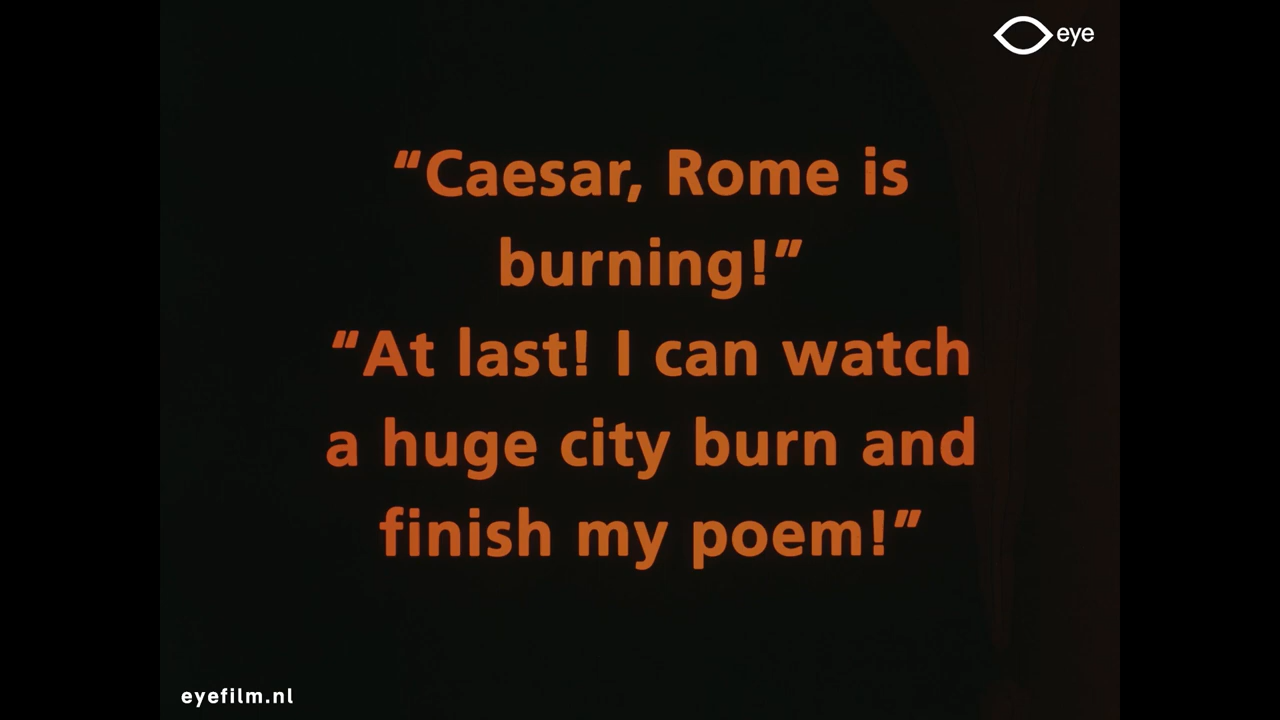 eye
“Caesar, Rome is
burning!”
“At last! I can watch
a huge city burn and
finish my poem!”
eyefilm.nl